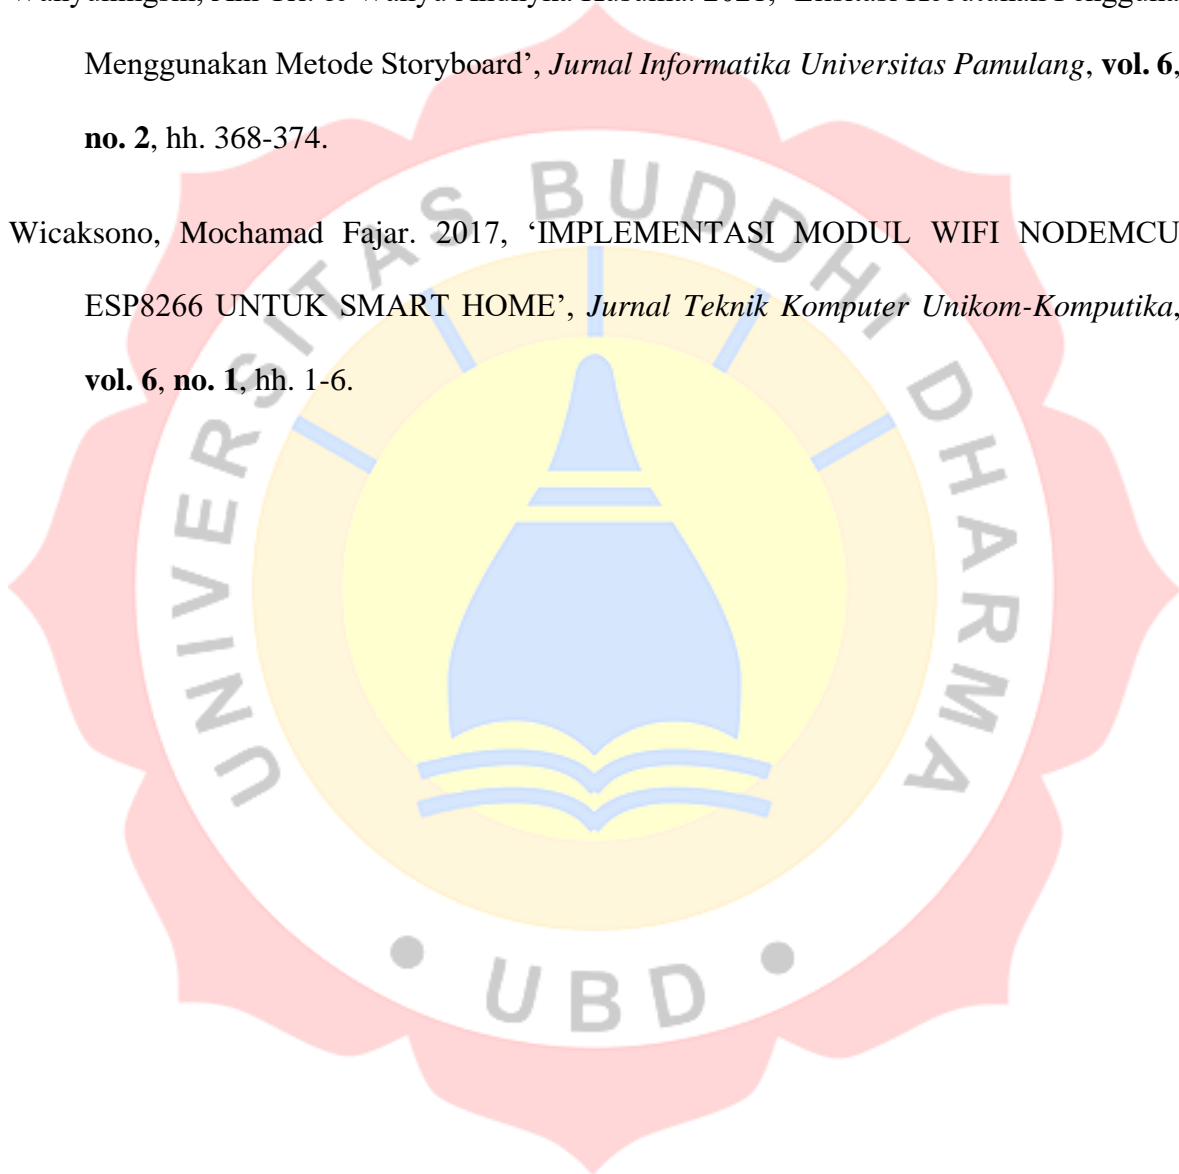 Menggunakan Metode Storyboard’, Jurnal Informatika Universitas Pamulang, vol. 6,
no. 2, hh. 368-374.
Wicaksono, Mochamad Fajar. 2017, ‘IMPLEMENTASI MODUL WIFI NODEMCU
ESP8266 UNTUK SMART HOME’, Jurnal Teknik Komputer Unikom-Komputika,
vol. 6, no. 1, hh. 1-6.
UNIVERSITAS BUDDHI DHARMA
• UBD •